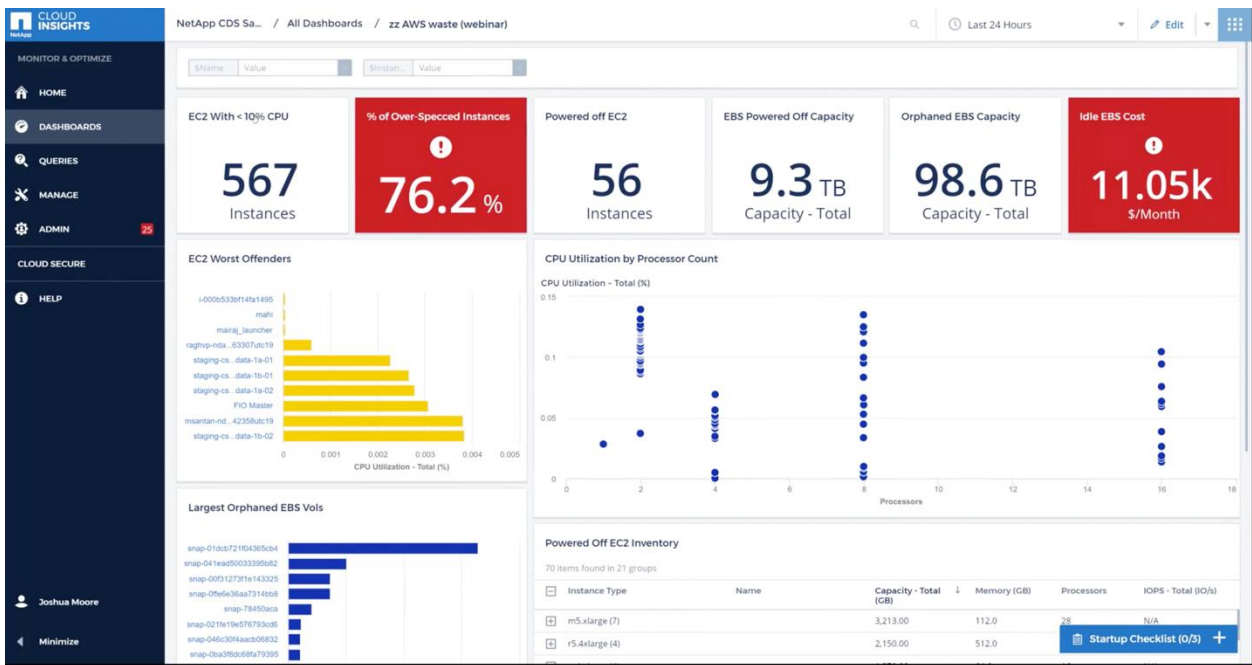 CLOUD
INSIGHTS
NetApp
NetApp CDS Sa... / All Dashboards / zz AWS waste (webinar)
Last 24 Hours
Edit
MONITOR & OPTIMIZE
HOME
DASHBOARDS
QUERIES
MANAGE
ADMIN 25
CLOUD SECURE
HELP
Joshua Moore
Minimize
$Name... Value
$Instan... Value
EC2 With < 10% CPU
567
Instances
% of Over-Specced Instances
76.2 %
Powered off EC2
56
Instances
EBS Powered Off Capacity
9.3 TB
Capacity - Total
Orphaned EBS Capacity
98.6 TB
Capacity - Total
Idle EBS Cost
11.05k
$/Month
EC2 Worst Offenders
i-000b533bf14fa1495
mahi
mairaj_launcher
raghvp-nda...63307utc19
staging-cs...data-1a-01
staging-cs...data-1b-01
staging-cs...data-1a-02
FIO Master
msantan-nd...42358utc19
staging-cs...data-1b-02
0 0.001 0.002 0.003 0.004 0.005
CPU Utilization - Total (%)
CPU Utilization by Processor Count
CPU Utilization - Total (%)
0.15
0.1
0.05
0
0 2 4 6 8 10 12 14 16 18
Processors
Largest Orphaned EBS Vols
snap-01dcb721f04365cb4
snap-041ead50033395b82
snap-00f31273f1e143325
snap-0ffe6e36aa7314bb8
snap-78450aca
snap-021fe19e576793cd6
snap-046c30f4aacb06832
snap-0ba3f8dc68fa79395
Powered Off EC2 Inventory
70 items found in 21 groups
Instance Type Name Capacity - Total (GB) Memory (GB) Processors IOPS - Total (IO/s)
m5.xlarge (7) 3,213.00 112.0 28 N/A
r5.4xlarge (4) 2,150.00 512.0
Startup Checklist (0/3)